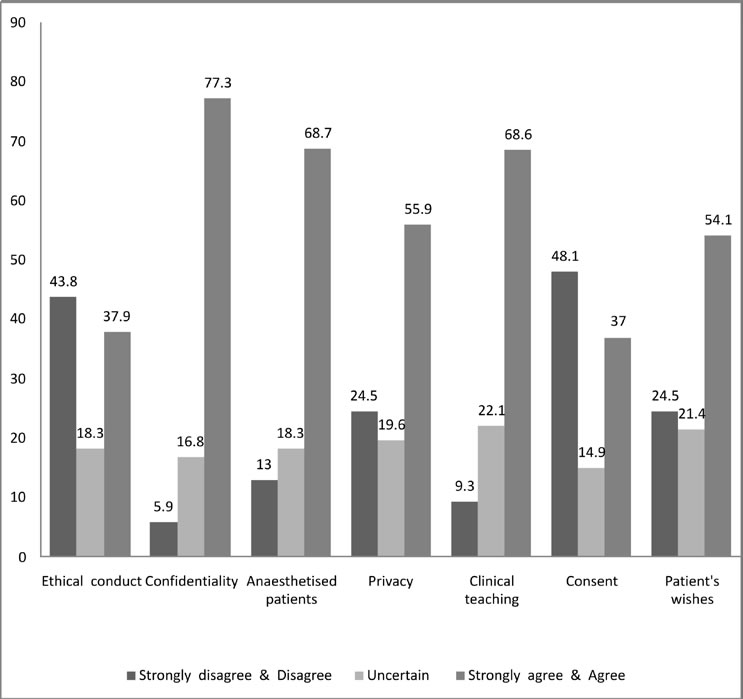 90
80
70
60
50
40
30
20
10
0
43.8
18.3
37.9
5.9
16.8
77.3
13
18.3
68.7
24.5
19.6
55.9
9.3
22.1
68.6
48.1
14.9
37
24.5
21.4
54.1
Ethical conduct
Confidentiality
Anaesthetised
patients
Privacy
Clinical
teaching
Consent
Patient's
wishes
Strongly disagree & Disagree
Uncertain
Strongly agree & Agree